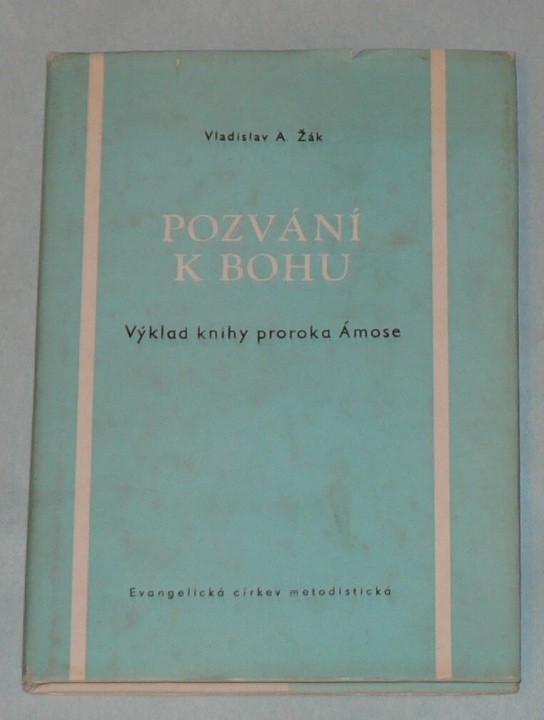 Vladislav A. Žák
POZVÁNÍ
K BOHU
Výklad knihy proroka Ámose
Evangelická církev metodistická